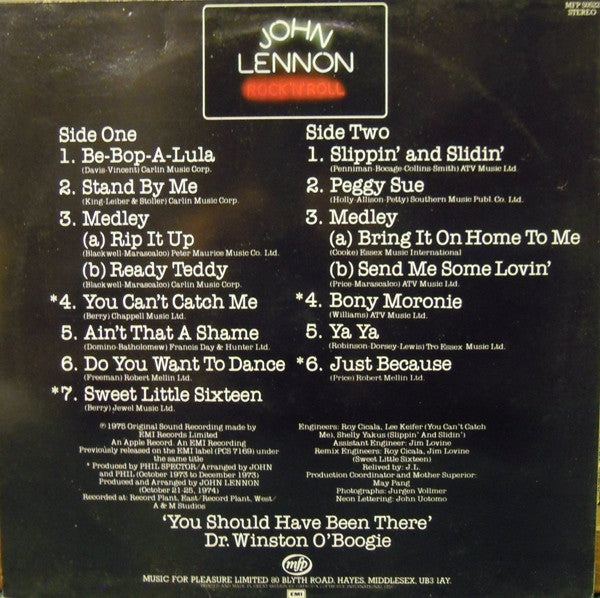 MFP 50522
STEREO
JOHN
LENNON
ROCK 'N' ROLL
Side One
1. Be-Bop-A-Lula
(Davis-Vincent) Carlin Music Corp.
2. Stand By Me
(King-Leiber & Stoller) Carlin Music Corp.
3. Medley
(a) Rip It Up
(Blackwell-Marascalco) Peter Maurice Music Co. Ltd.
(b) Ready Teddy
(Blackwell-Marascalco) Carlin Music Corp.
*4. You Can't Catch Me
(Berry) Chappell Music Ltd.
5. Ain't That A Shame
(Domino-Batholomew) Francis Day & Hunter Ltd.
6. Do You Want To Dance
(Freeman) Robert Mellin Ltd.
*7. Sweet Little Sixteen
(Berry) Jewel Music Ltd.
Side Two
1. Slippin' and Slidin'
(Penniman-Bocage-Collins-Smith) ATV Music Ltd.
2. Peggy Sue
(Holly-Allison-Petty) Southern Music Publ. Co. Ltd.
3. Medley
(a) Bring It On Home To Me
(Cooke) Essex Music International
(b) Send Me Some Lovin'
(Price-Marascalco) ATV Music Ltd.
*4. Bony Moronie
(Williams) ATV Music Ltd.
5. Ya Ya
(Robinson-Dorsey-Lewis) Tro Essex Music Ltd.
*6. Just Because
(Price) Robert Mellin Ltd.
℗ 1975 Original Sound Recording made by
EMI Records Limited
An Apple Record. An EMI Recording
Previously released on the EMI label (PCS 7169) under
the same title
* Produced by PHIL SPECTOR/Arranged by JOHN
and PHIL (October 1973 to December 1973)
Produced and Arranged by JOHN LENNON
(October 21-25, 1974)
Recorded at: Record Plant, East/Record Plant, West/
A & M Studios
Engineers: Roy Cicala, Lee Keifer (You Can't Catch
Me), Shelly Yakus (Slippin' And Slidin')
Assistant Engineer: Jim Lovine
Remix Engineers: Roy Cicala, Jim Lovine
(Sweet Little Sixteen)
Relived by: J.L.
Production Coordinator and Mother Superior:
May Pang
Photographs: Jurgen Vollmer
Neon Lettering: John Uotomo
'You Should Have Been There'
Dr. Winston O'Boogie
mfp
MUSIC FOR PLEASURE LIMITED 80 BLYTH ROAD, HAYES, MIDDLESEX, UB3 1AY.
EMI